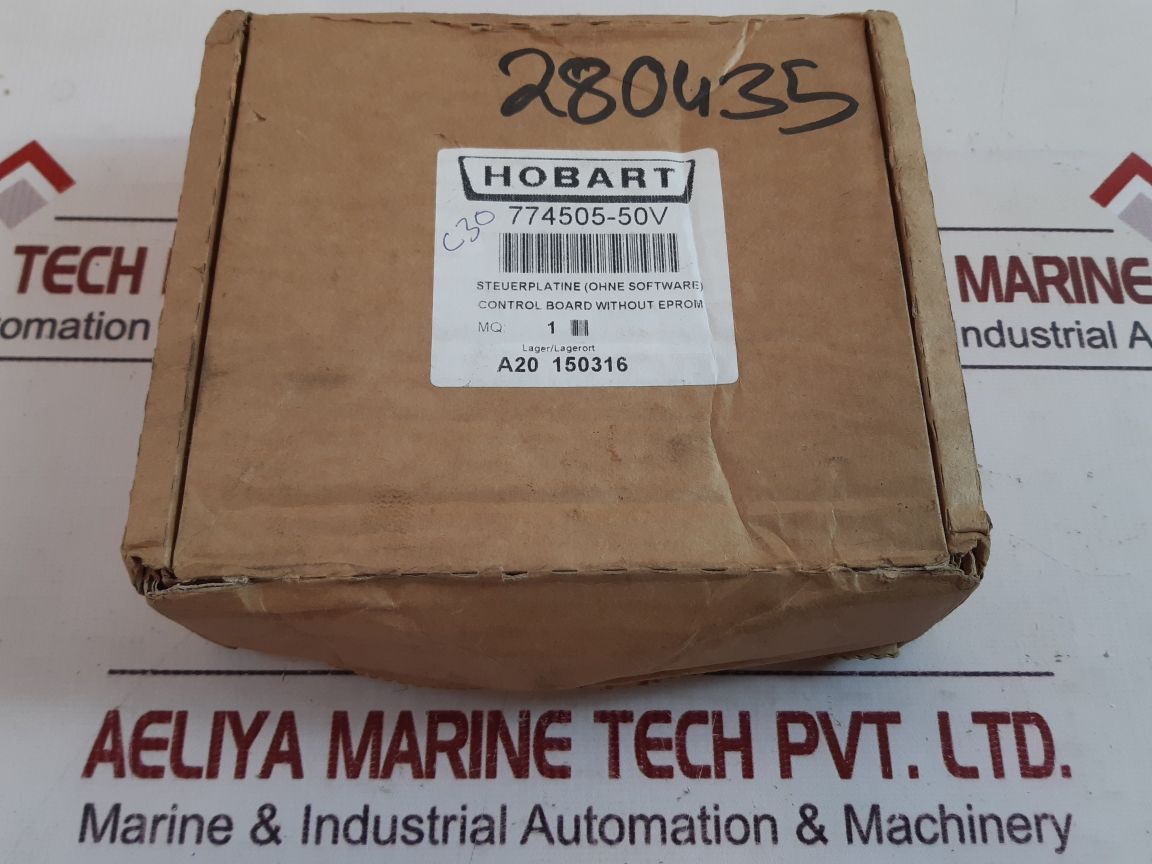 280435
HOBART
C30 774505-50V
STEUERPLATINE (OHNE SOFTWARE)
CONTROL BOARD WITHOUT EPROM
MQ: 1
Lager/Lagerort
A20 150316
TECH
MARINE
tomation
ndustrial A
AELIYA MARINE TECH PVT. LTD.
Marine & Industrial Automation & Machinery